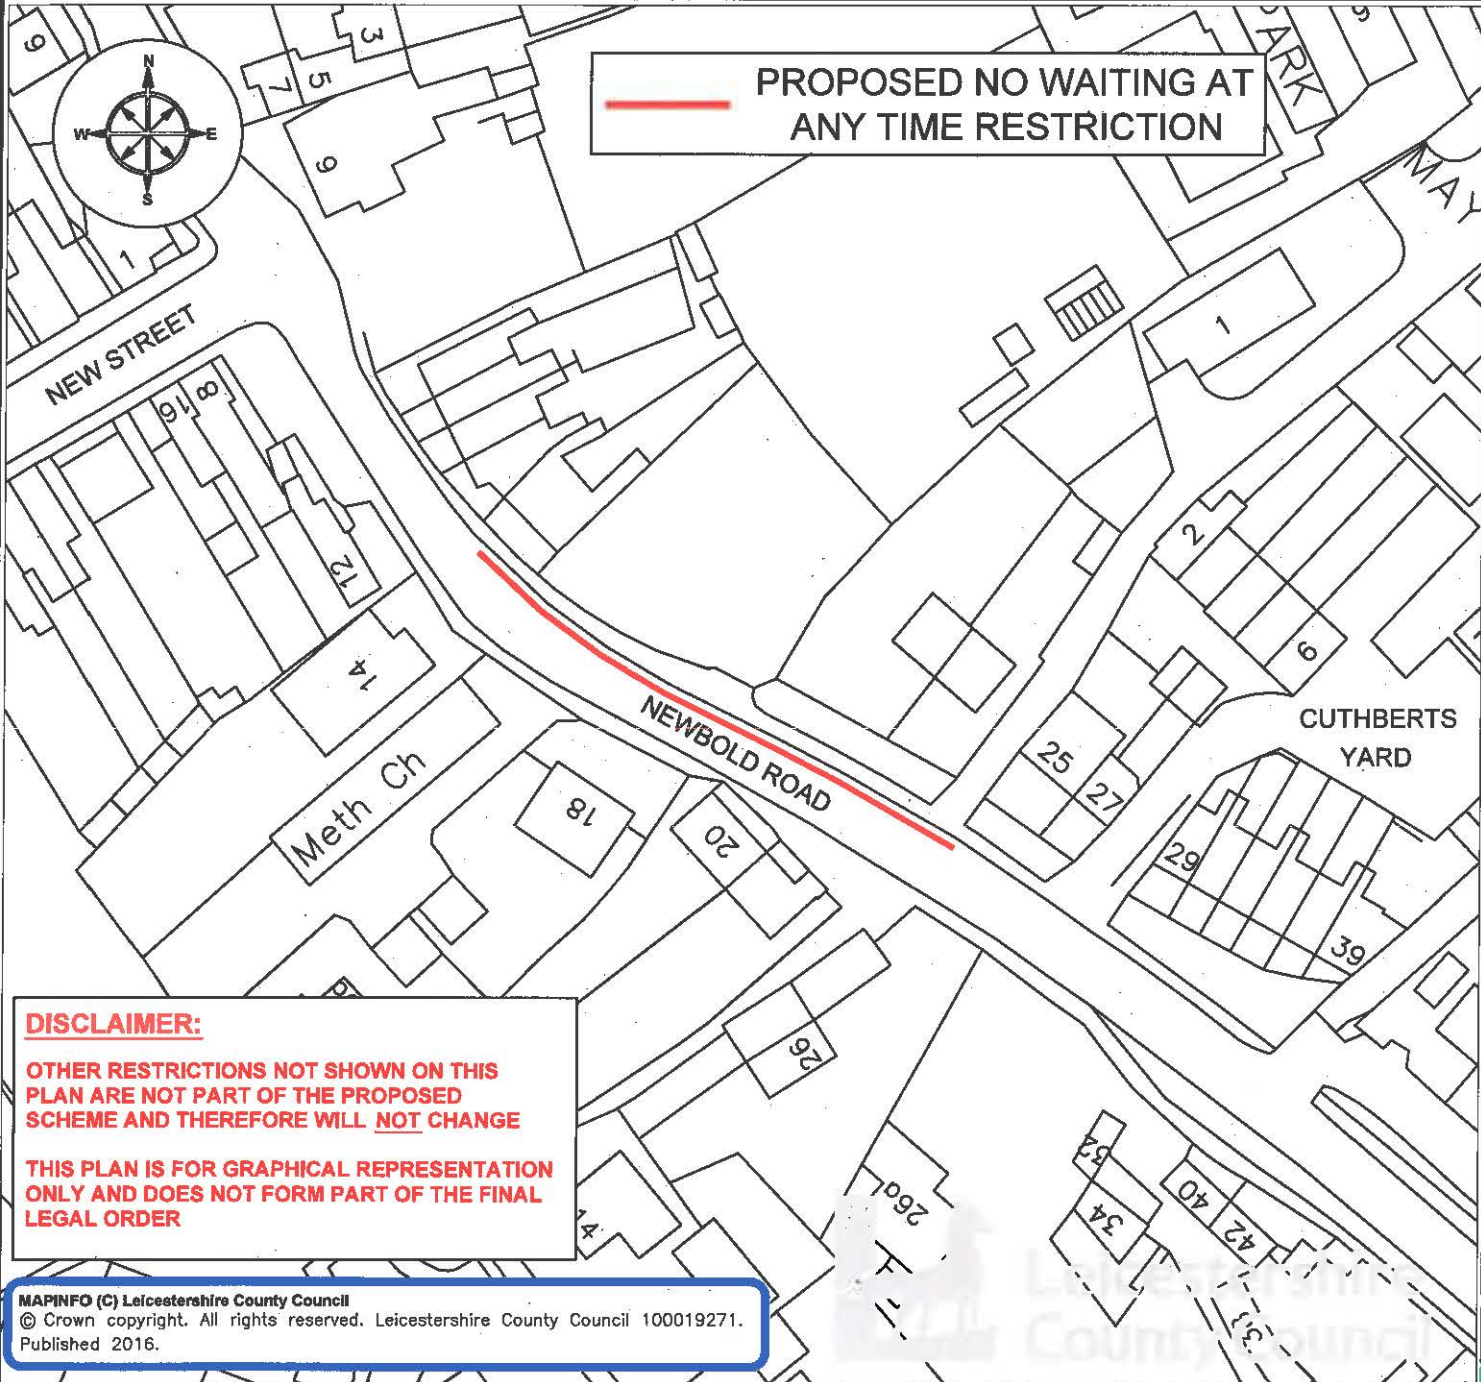 9
3
5
7
N
W
E
S
9
1
PROPOSED NO WAITING AT
ANY TIME RESTRICTION
PARK
MAY
1
NEW STREET
16
8
12
14
Meth Ch
18
20
NEWBOLD ROAD
2
6
CUTHBERTS
YARD
25
27
29
39
26
26a
32
34
40
42
DISCLAIMER:
OTHER RESTRICTIONS NOT SHOWN ON THIS
PLAN ARE NOT PART OF THE PROPOSED
SCHEME AND THEREFORE WILL NOT CHANGE
THIS PLAN IS FOR GRAPHICAL REPRESENTATION
ONLY AND DOES NOT FORM PART OF THE FINAL
LEGAL ORDER
MAPINFO (C) Leicestershire County Council
© Crown copyright. All rights reserved. Leicestershire County Council 100019271.
Published 2016.
Leicestershire
County Council